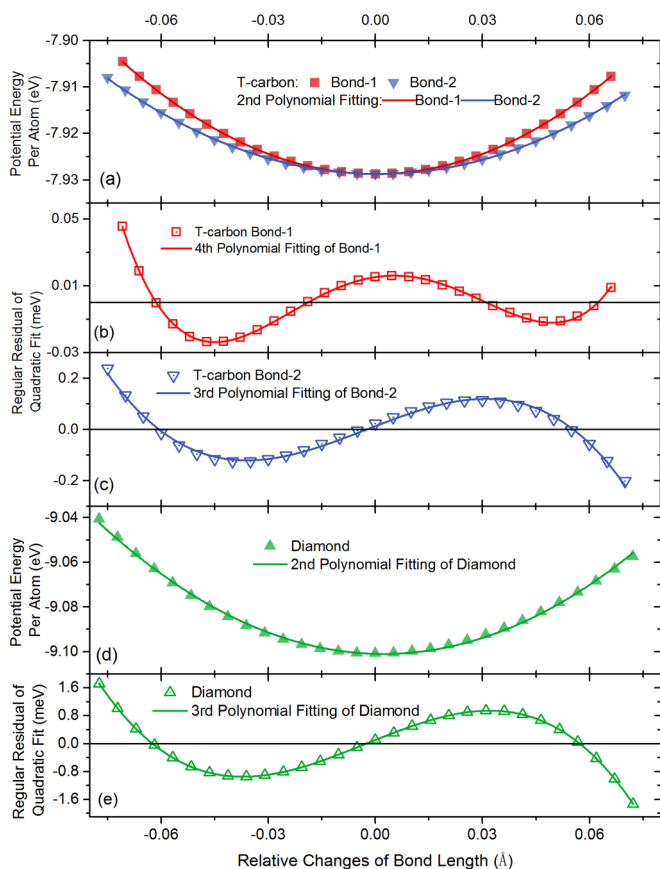 -0.06 -0.03 0.00 0.03 0.06
-7.90
-7.91
-7.92
-7.93
Potential Energy
Per Atom (eV)
T-carbon: Bond-1 Bond-2
2nd Polynomial Fitting: Bond-1 Bond-2
(a)
0.05
0.01
-0.03
Regular Residual of
Quadratic Fit (meV)
T-carbon Bond-1
4th Polynomial Fitting of Bond-1
(b)
0.2
0.0
-0.2
T-carbon Bond-2
3rd Polynomial Fitting of Bond-2
(c)
-9.04
-9.06
-9.08
-9.10
Potential Energy
Per Atom (eV)
Diamond
2nd Polynomial Fitting of Diamond
(d)
1.6
0.8
0.0
-0.8
-1.6
Regular Residual of
Quadratic Fit (meV)
Diamond
3rd Polynomial Fitting of Diamond
(e)
-0.06 -0.03 0.00 0.03 0.06
Relative Changes of Bond Length (Å)